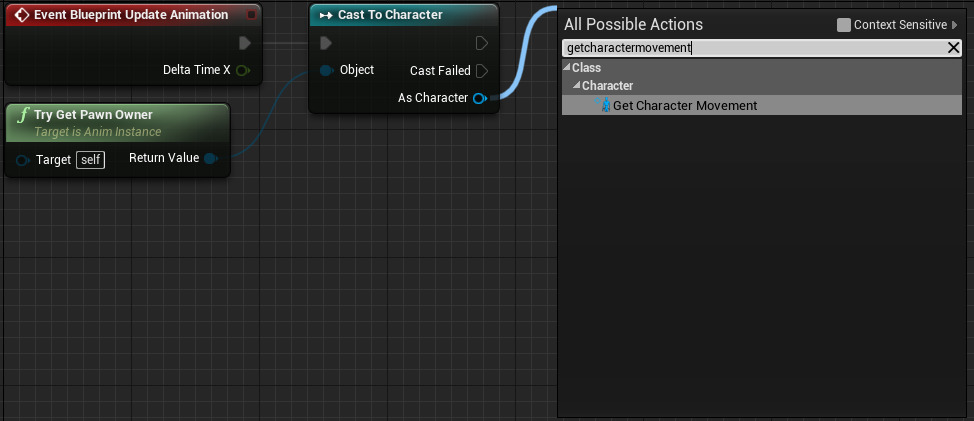 Event Blueprint Update Animation
Delta Time X
Cast To Character
Object
Cast Failed
As Character
Try Get Pawn Owner
Target is Anim Instance
Target self Return Value
All Possible Actions Context Sensitive
getcharactermovement
Class
Character
Get Character Movement